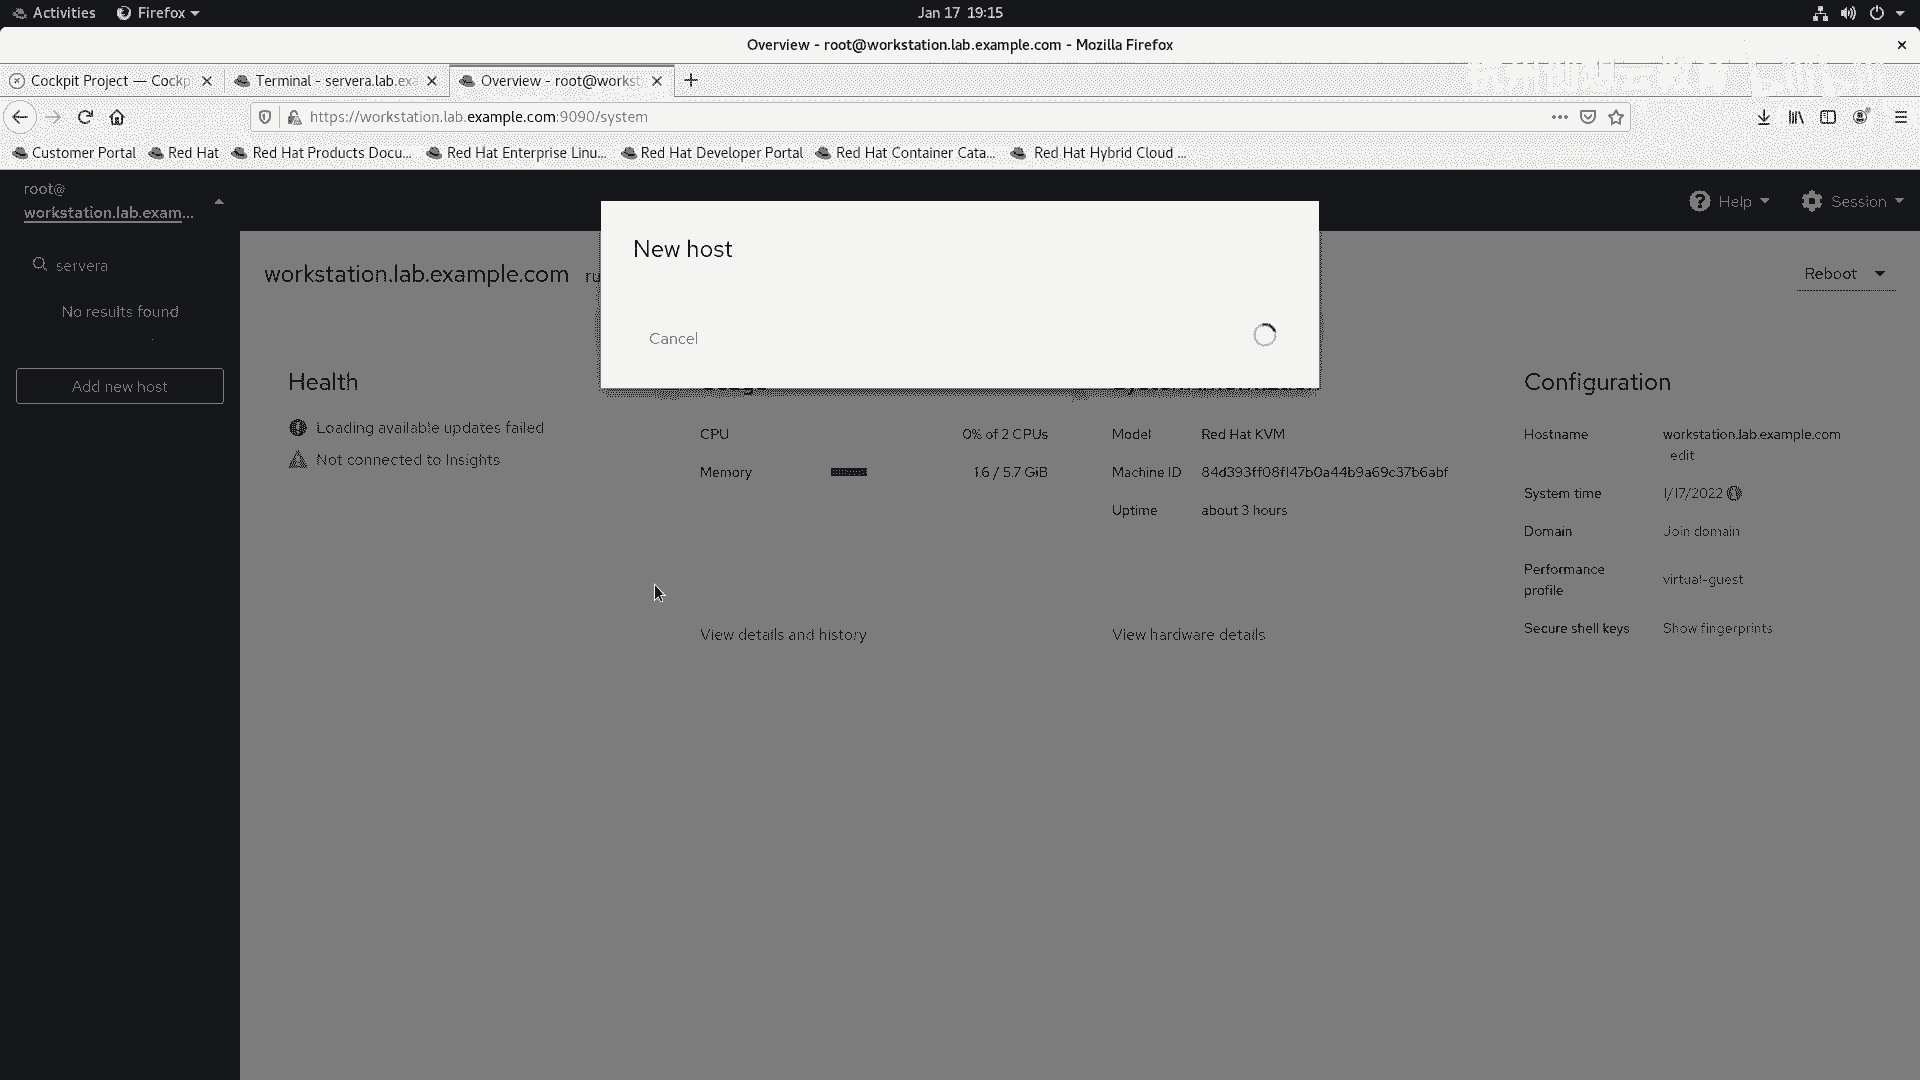 Activities
Firefox
Jan 17 19:15
Overview - root@workstation.lab.example.com - Mozilla Firefox
Cockpit Project — Cockp
Terminal - servera.lab.exa
Overview - root@workst
https://workstation.lab.example.com:9090/system
Customer Portal
Red Hat
Red Hat Products Docu...
Red Hat Enterprise Linu...
Red Hat Developer Portal
Red Hat Container Cata...
Red Hat Hybrid Cloud ...
root@
workstation.lab.exam...
Help
Session
servera
No results found
Add new host
workstation.lab.example.com ru
Reboot
New host
Cancel
Health
Loading available updates failed
Not connected to Insights
CPU 0% of 2 CPUs
Memory 1.6 / 5.7 GiB
View details and history
Model Red Hat KVM
Machine ID 84d393ff08f147b0a44b9a69c37b6abf
Uptime about 3 hours
View hardware details
Configuration
Hostname workstation.lab.example.com
edit
System time 1/17/2022
Domain Join domain
Performance
profile virtual-guest
Secure shell keys Show fingerprints